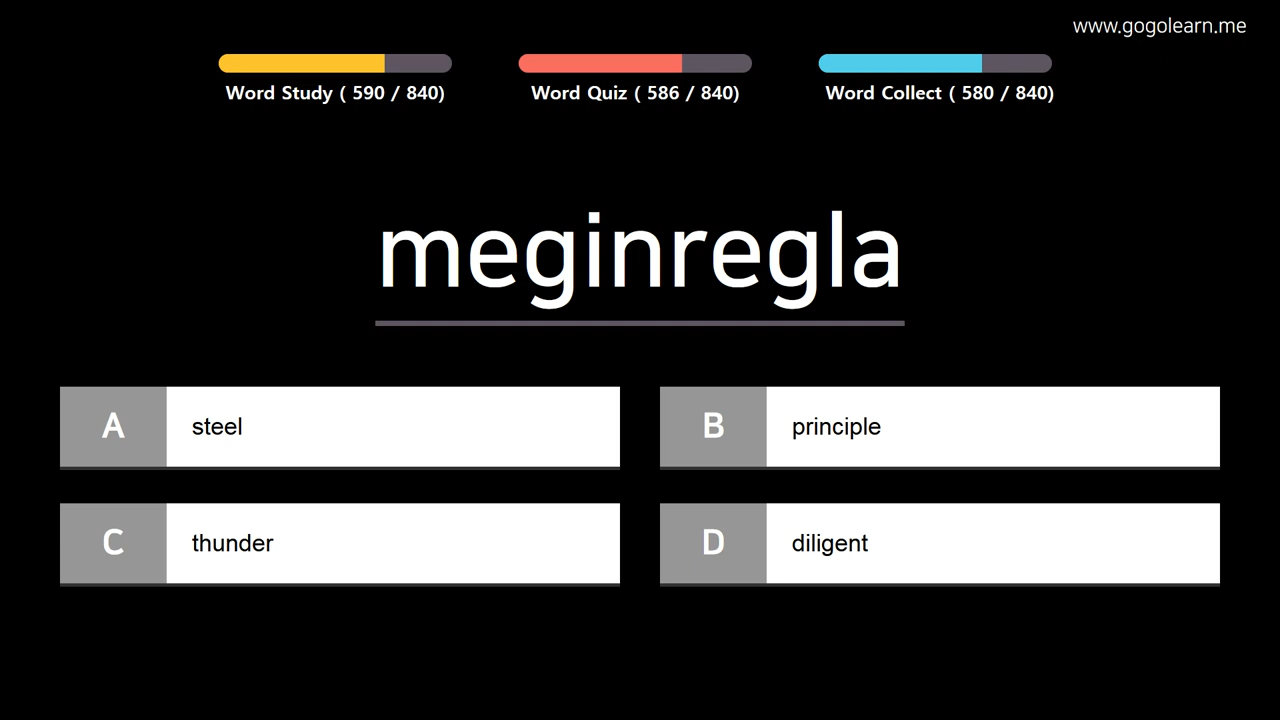 www.gogolearn.me
Word Study ( 590 / 840)
Word Quiz ( 586 / 840)
Word Collect ( 580 / 840)
meginregla
A steel
B principle
C thunder
D diligent